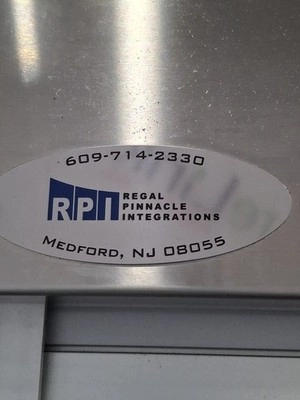 609-714-2330
RPI REGAL
PINNACLE
INTEGRATIONS
MEDFORD, NJ 08055